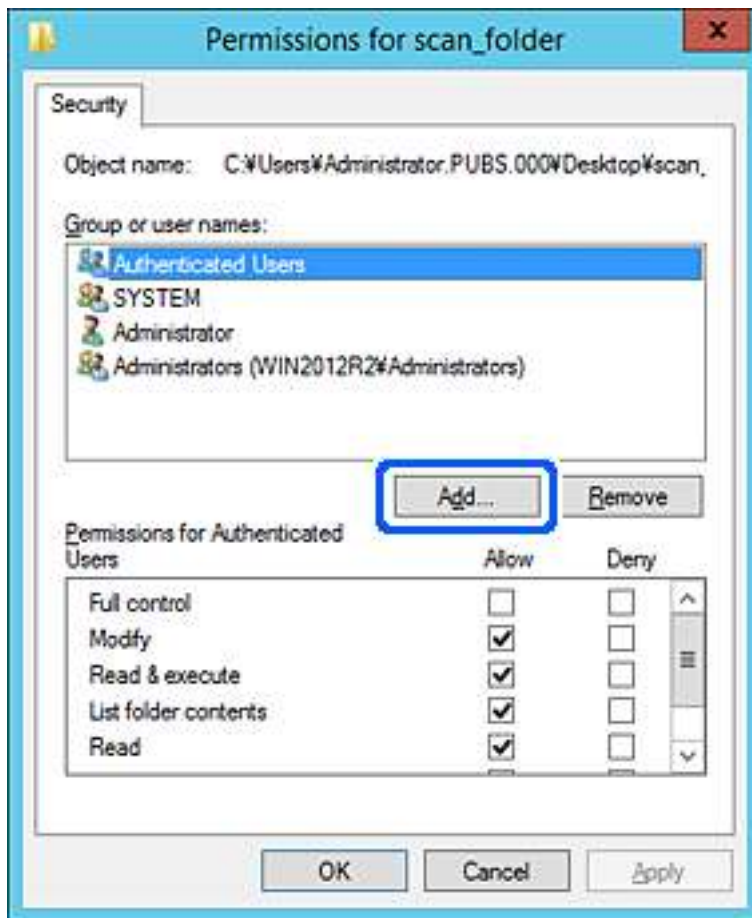 Permissions for scan_folder
Security
Object name: C:¥Users¥Administrator.PUBS.000¥Desktop¥scan_
Group or user names:
Authenticated Users
SYSTEM
Administrator
Administrators (WIN2012R2¥Administrators)
Add... Remove
Permissions for Authenticated
Users Allow Deny
Full control
Modify
Read & execute
List folder contents
Read
OK Cancel Apply